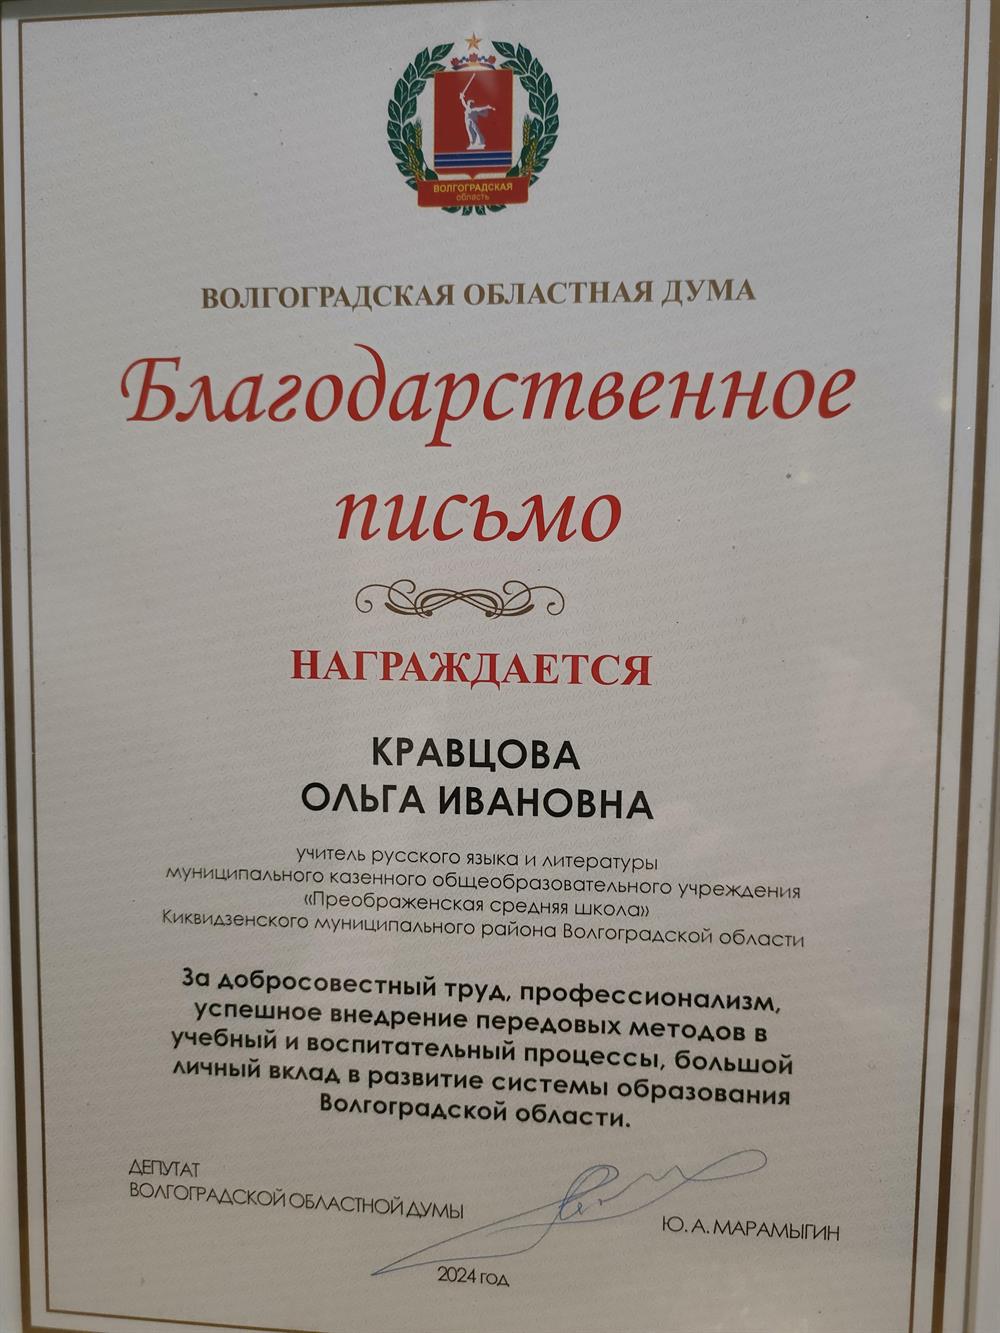 ВОЛГОГРАДСКАЯ
область
ВОЛГОГРАДСКАЯ ОБЛАСТНАЯ ДУМА
Благодарственное
письмо
НАГРАЖДАЕТСЯ
КРАВЦОВА
ОЛЬГА ИВАНОВНА
учитель русского языка и литературы
муниципального казенного общеобразовательного учреждения
«Преображенская средняя школа»
Киквидзенского муниципального района Волгоградской области
За добросовестный труд, профессионализм,
успешное внедрение передовых методов в
учебный и воспитательный процессы, большой
личный вклад в развитие системы образования
Волгоградской области.
ДЕПУТАТ
ВОЛГОГРАДСКОЙ ОБЛАСТНОЙ ДУМЫ
Ю. А. МАРАМЫГИН
2024 год